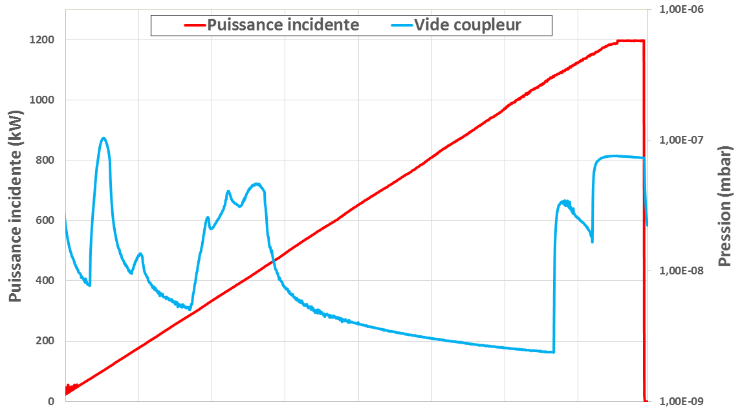 Puissance incidente Vide coupleur
Puissance incidente (kW)
1200
1000
800
600
400
200
0
1,00E-06
1,00E-07
1,00E-08
1,00E-09
Pression (mbar)